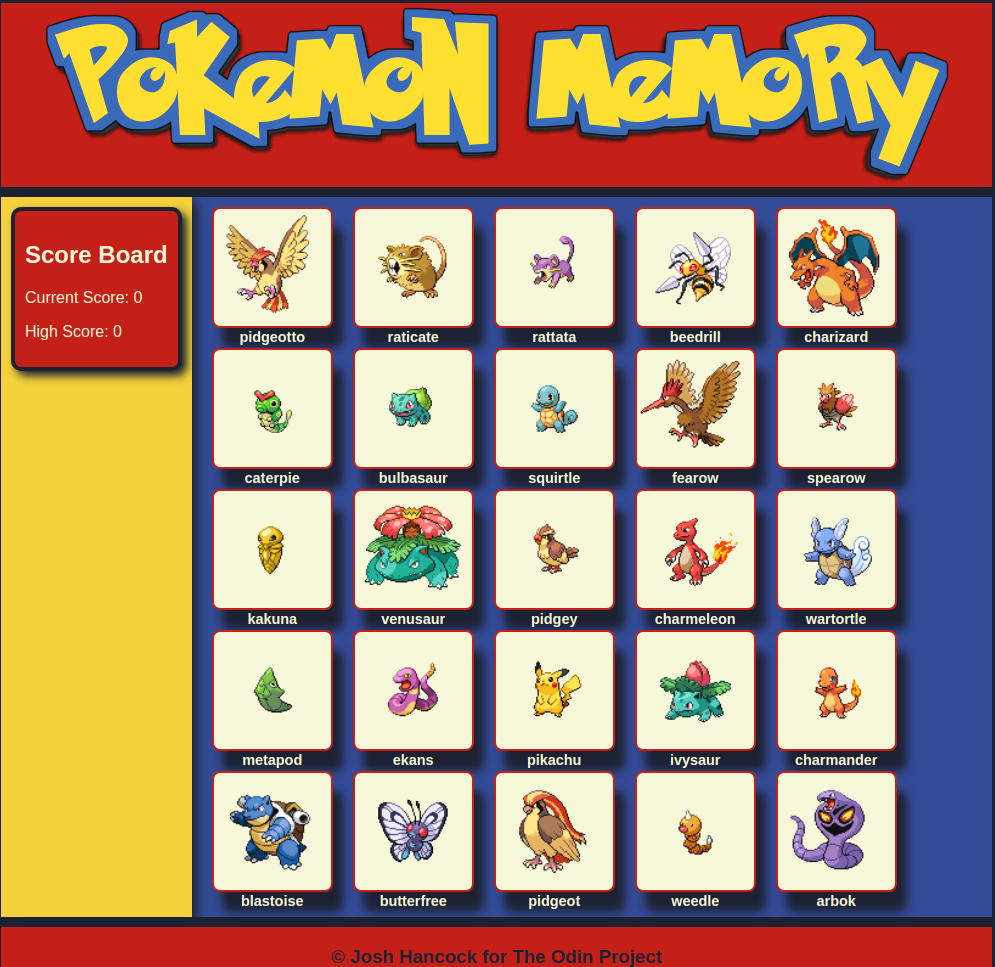 POKeMON MeMORy
Score Board
Current Score: 0
High Score: 0
pidgeotto raticate rattata beedrill charizard
caterpie bulbasaur squirtle fearow spearow
kakuna venusaur pidgey charmeleon wartortle
metapod ekans pikachu ivysaur charmander
blastoise butterfree pidgeot weedle arbok
© Josh Hancock for The Odin Project